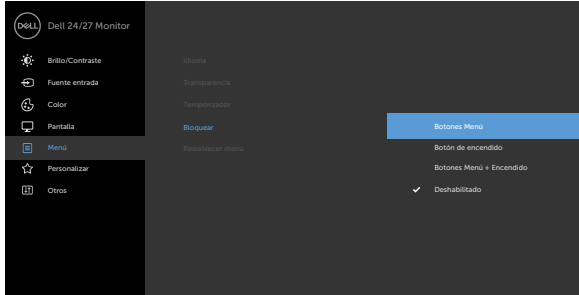 DELL Dell 24/27 Monitor
Brillo/Contraste
Fuente entrada
Color
Pantalla
Menú
Personalizar
Otros
Idioma
Transparencia
Temporizador
Bloquear
Restablecer menú
Botones Menú
Botón de encendido
Botones Menú + Encendido
Deshabilitado